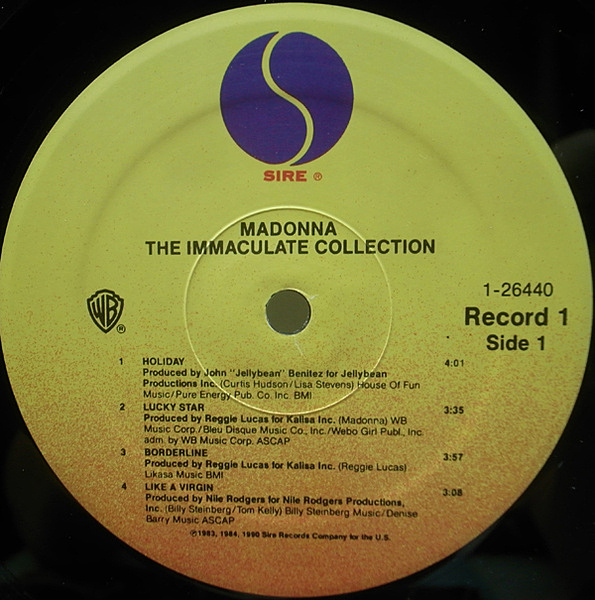 SIRE ®
MADONNA
THE IMMACULATE COLLECTION
1-26440
Record 1
Side 1
WB ®
1 HOLIDAY 4:01
Produced by John "Jellybean" Benitez for Jellybean
Productions Inc. (Curtis Hudson/Lisa Stevens) House Of Fun
Music/Pure Energy Pub. Co. Inc. BMI
2 LUCKY STAR 3:35
Produced by Reggie Lucas for Kalisa Inc. (Madonna) WB
Music Corp./Bleu Disque Music Co., Inc./Webo Girl Publ., Inc.
adm. by WB Music Corp. ASCAP
3 BORDERLINE 3:57
Produced by Reggie Lucas for Kalisa Inc. (Reggie Lucas)
Likasa Music BMI
4 LIKE A VIRGIN 3:08
Produced by Nile Rodgers for Nile Rodgers Productions,
Inc. (Billy Steinberg/Tom Kelly) Billy Steinberg Music/Denise
Barry Music ASCAP
℗1983, 1984, 1990 Sire Records Company for the U.S.